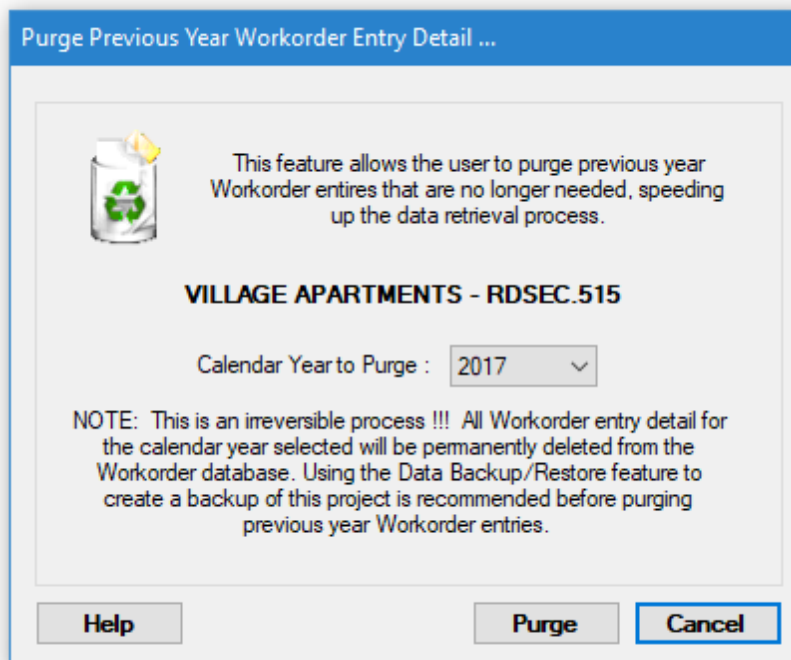 Purge Previous Year Workorder Entry Detail ...
This feature allows the user to purge previous year
Workorder entires that are no longer needed, speeding
up the data retrieval process.
VILLAGE APARTMENTS - RDSEC.515
Calendar Year to Purge : 2017
NOTE: This is an irreversible process !!! All Workorder entry detail for
the calendar year selected will be permanently deleted from the
Workorder database. Using the Data Backup/Restore feature to
create a backup of this project is recommended before purging
previous year Workorder entries.
Help Purge Cancel